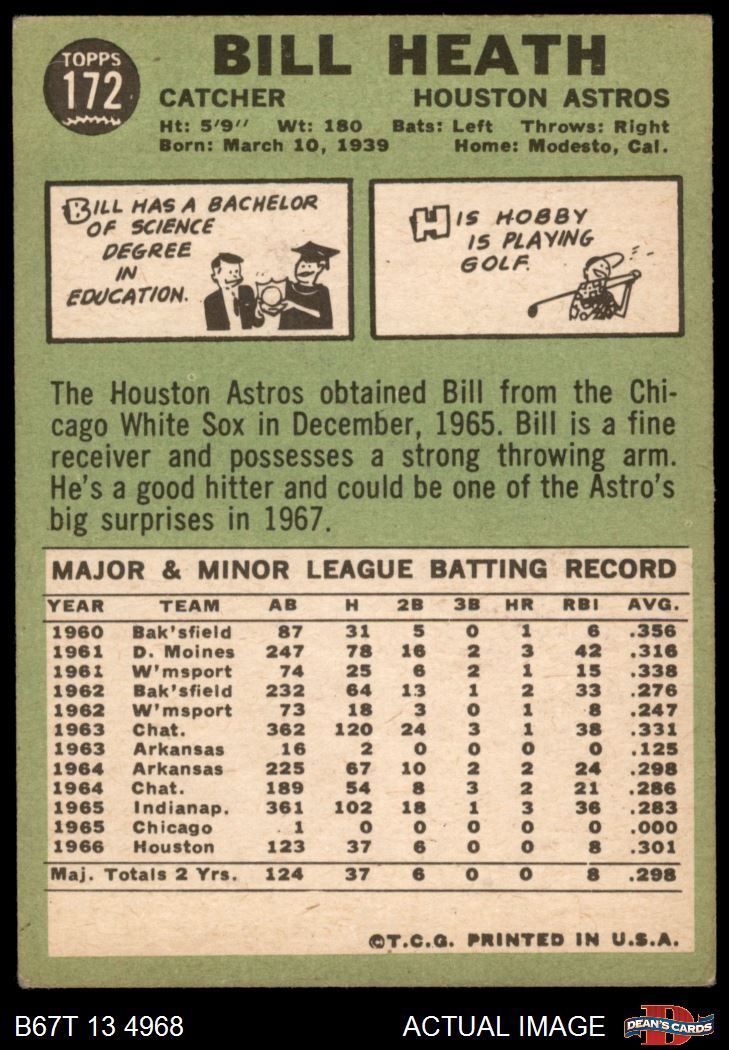 TOPPS
172
BILL HEATH
CATCHER HOUSTON ASTROS
Ht: 5'9'' Wt: 180 Bats: Left Throws: Right
Born: March 10, 1939 Home: Modesto, Cal.
BILL HAS A BACHELOR
OF SCIENCE
DEGREE
IN
EDUCATION.
HIS HOBBY
IS PLAYING
GOLF.
The Houston Astros obtained Bill from the Chi-
cago White Sox in December, 1965. Bill is a fine
receiver and possesses a strong throwing arm.
He's a good hitter and could be one of the Astro's
big surprises in 1967.
MAJOR & MINOR LEAGUE BATTING RECORD
YEAR TEAM AB H 2B 3B HR RBI AVG.
1960 Bak'sfield 87 31 5 0 1 6 .356
1961 D. Moines 247 78 16 2 3 42 .316
1961 W'msport 74 25 6 2 1 15 .338
1962 Bak'sfield 232 64 13 1 2 33 .276
1962 W'msport 73 18 3 0 1 8 .247
1963 Chat. 362 120 24 3 1 38 .331
1963 Arkansas 16 2 0 0 0 0 .125
1964 Arkansas 225 67 10 2 2 24 .298
1964 Chat. 189 54 8 3 2 21 .286
1965 Indianap. 361 102 18 1 3 36 .283
1965 Chicago 1 0 0 0 0 0 .000
1966 Houston 123 37 6 0 0 8 .301
Maj. Totals 2 Yrs. 124 37 6 0 0 8 .298
©T.C.G. PRINTED IN U.S.A.
B67T 13 4968 ACTUAL IMAGE
D
DEAN'S CARDS